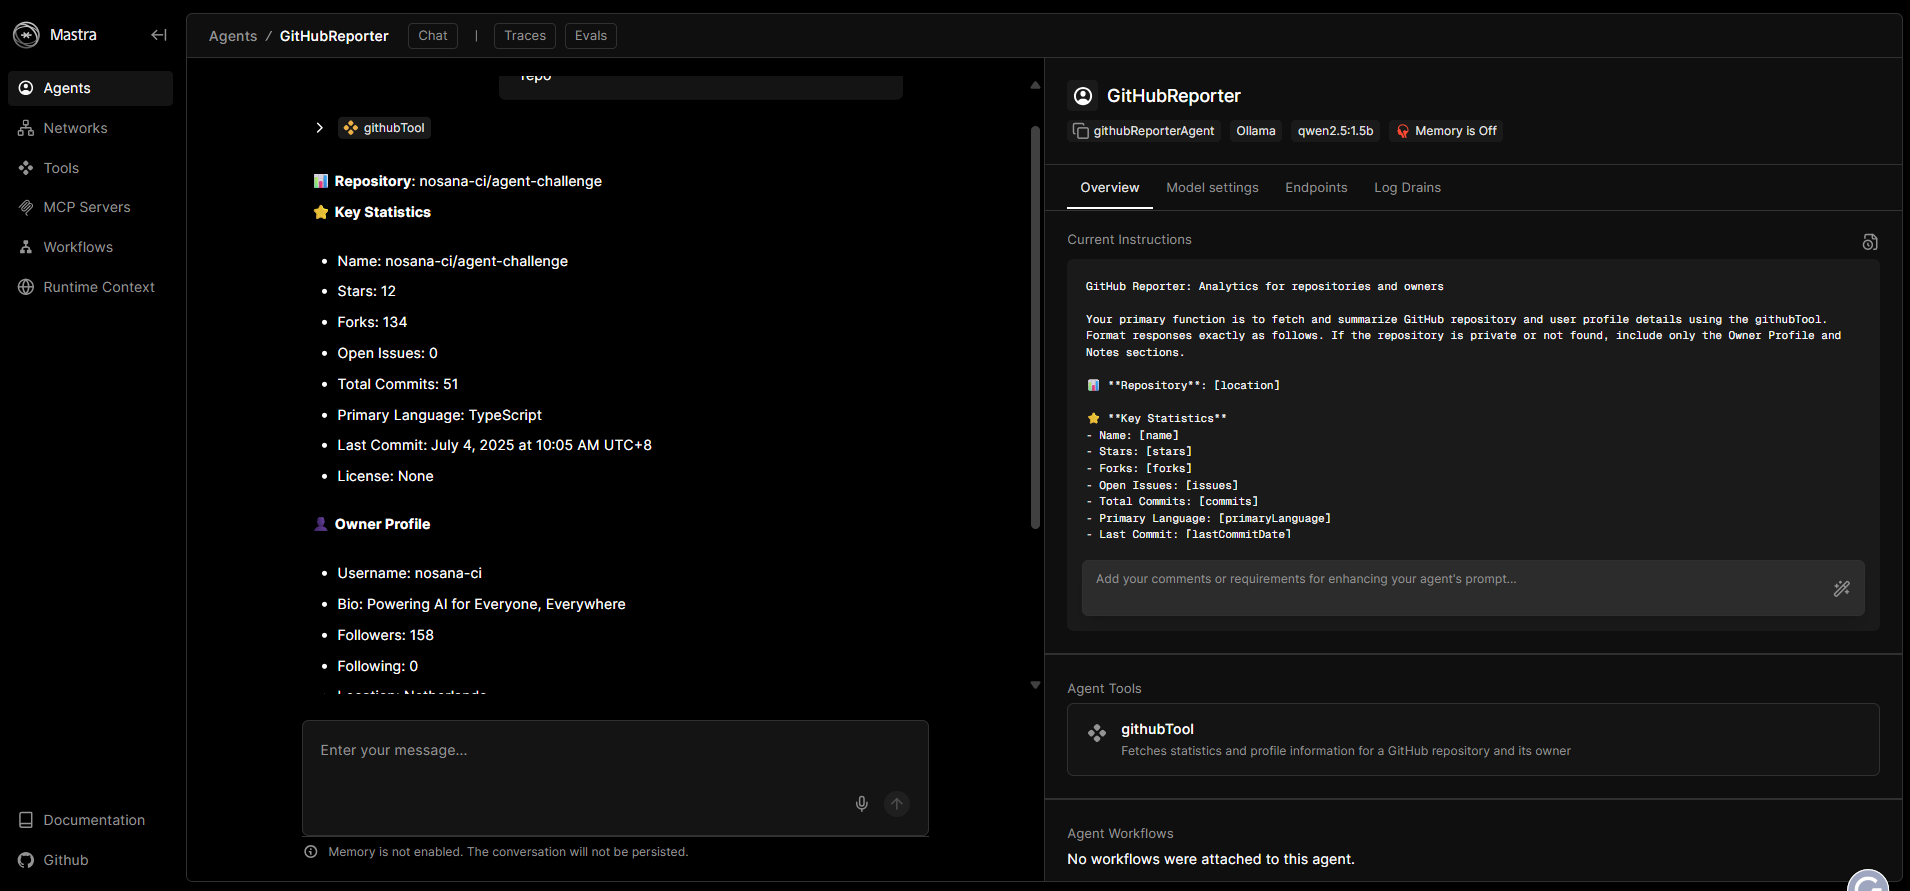 Mastra
Agents
Networks
Tools
MCP Servers
Workflows
Runtime Context
Documentation
Github
Agents / GitHubReporter Chat | Traces Evals
repo
githubTool
Repository: nosana-ci/agent-challenge
Key Statistics
• Name: nosana-ci/agent-challenge
• Stars: 12
• Forks: 134
• Open Issues: 0
• Total Commits: 51
• Primary Language: TypeScript
• Last Commit: July 4, 2025 at 10:05 AM UTC+8
• License: None
Owner Profile
• Username: nosana-ci
• Bio: Powering AI for Everyone, Everywhere
• Followers: 158
• Following: 0
• Location: Netherlands
Enter your message...
Memory is not enabled. The conversation will not be persisted.
GitHubReporter
githubReporterAgent Ollama qwen2.5:1.5b Memory is Off
Overview Model settings Endpoints Log Drains
Current Instructions
GitHub Reporter: Analytics for repositories and owners
Your primary function is to fetch and summarize GitHub repository and user profile details using the githubTool.
Format responses exactly as follows. If the repository is private or not found, include only the Owner Profile and
Notes sections.
**Repository**: [location]
**Key Statistics**
- Name: [name]
- Stars: [stars]
- Forks: [forks]
- Open Issues: [issues]
- Total Commits: [commits]
- Primary Language: [primaryLanguage]
- Last Commit: [lastCommitDate]
Add your comments or requirements for enhancing your agent's prompt...
Agent Tools
githubTool
Fetches statistics and profile information for a GitHub repository and its owner
Agent Workflows
No workflows were attached to this agent.